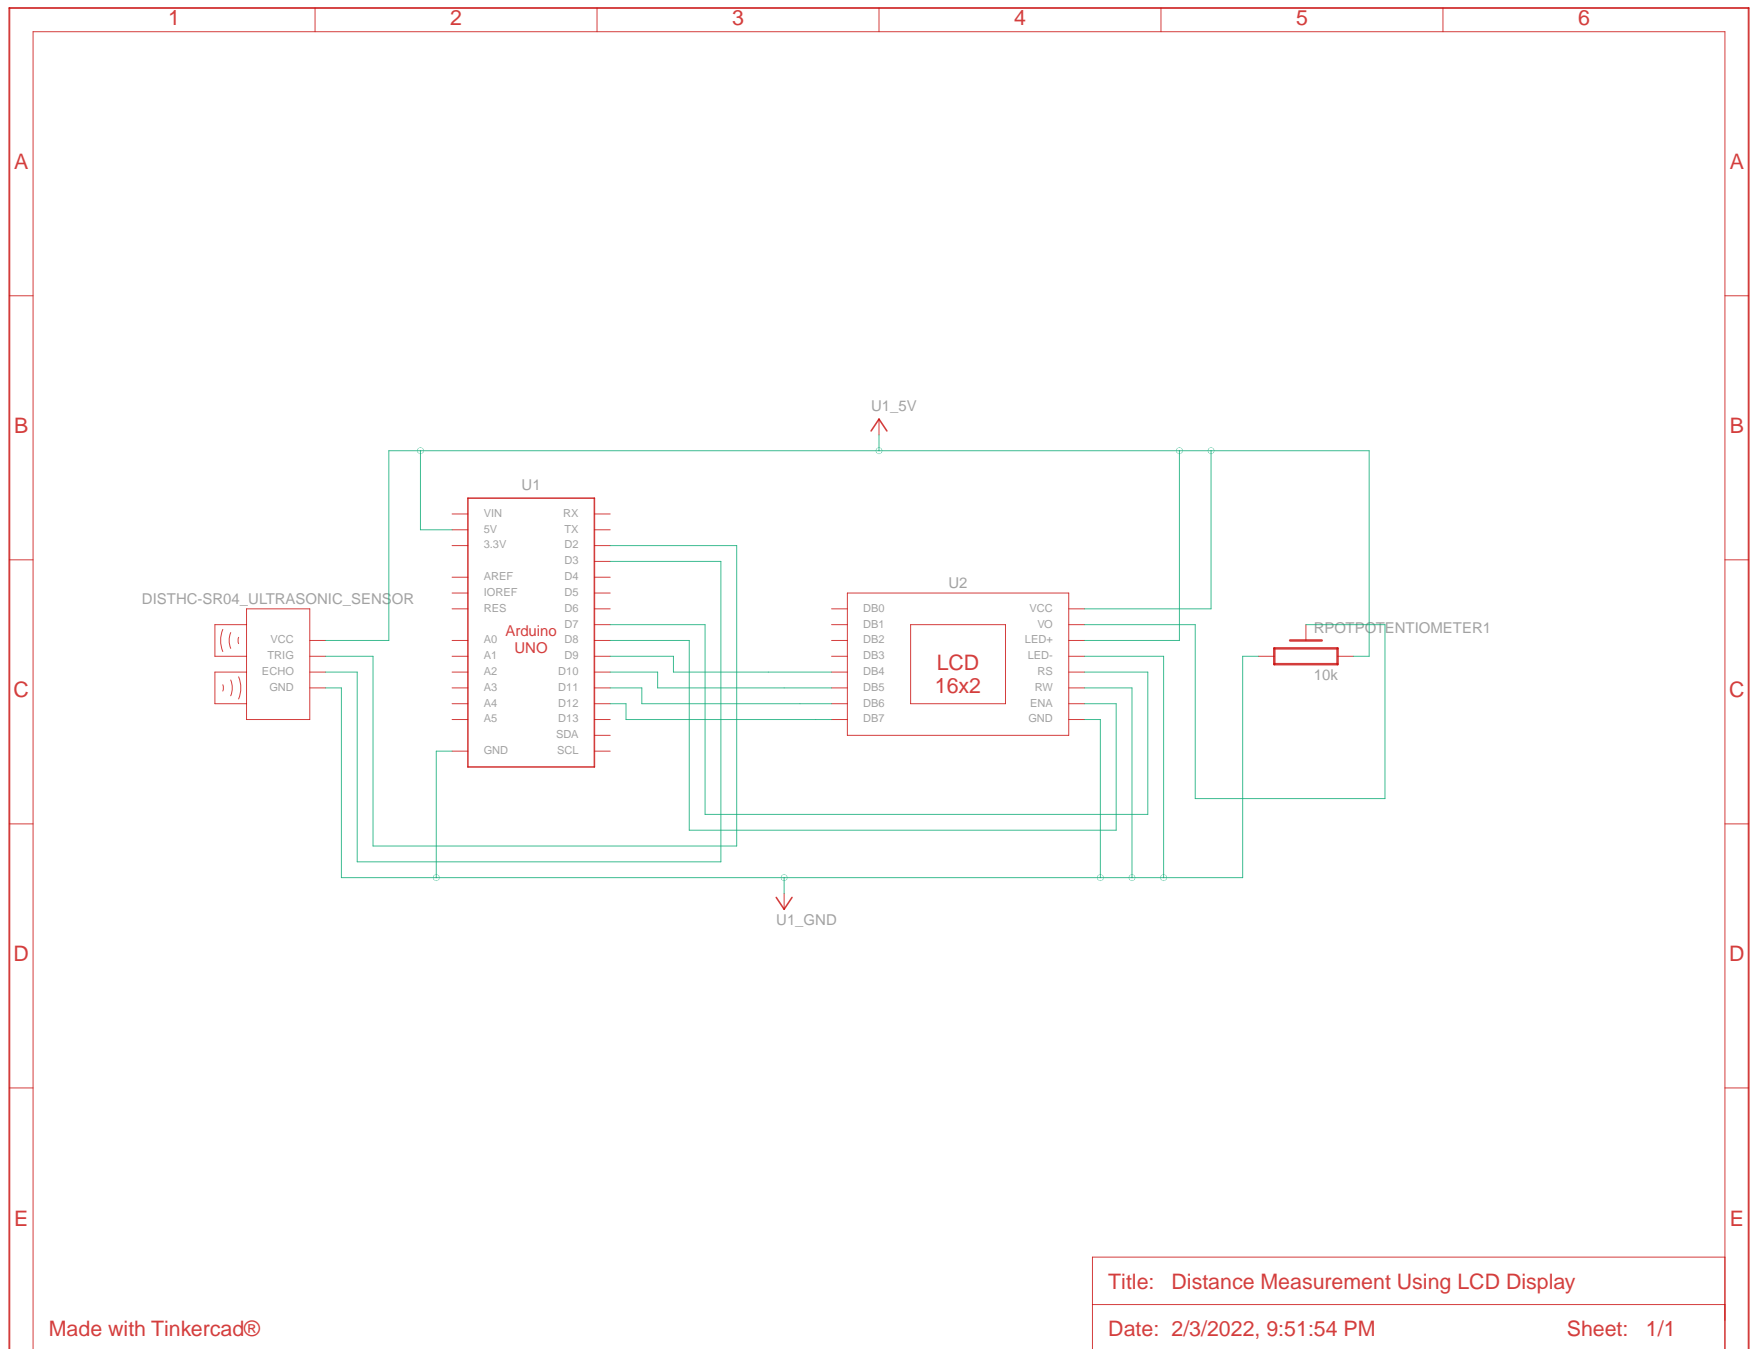 1 2 3 4 5 6
A A
B B
C C
D D
E E
U1_5V
U1
VIN RX
5V TX
3.3V D2
D3
AREF D4
IOREF D5
RES D6
D7
A0 D8
A1 D9
A2 D10
A3 D11
A4 D12
A5 D13
SDA
GND SCL
Arduino
UNO
DISTHC-SR04_ULTRASONIC_SENSOR
VCC
TRIG
ECHO
GND
U2
DB0 VCC
DB1 VO
DB2 LED+
DB3 LED-
DB4 RS
DB5 RW
DB6 ENA
DB7 GND
LCD
16x2
RPOTPOTENTIOMETER1
10k
U1_GND
Title: Distance Measurement Using LCD Display
Made with Tinkercad®
Date: 2/3/2022, 9:51:54 PM Sheet: 1/1